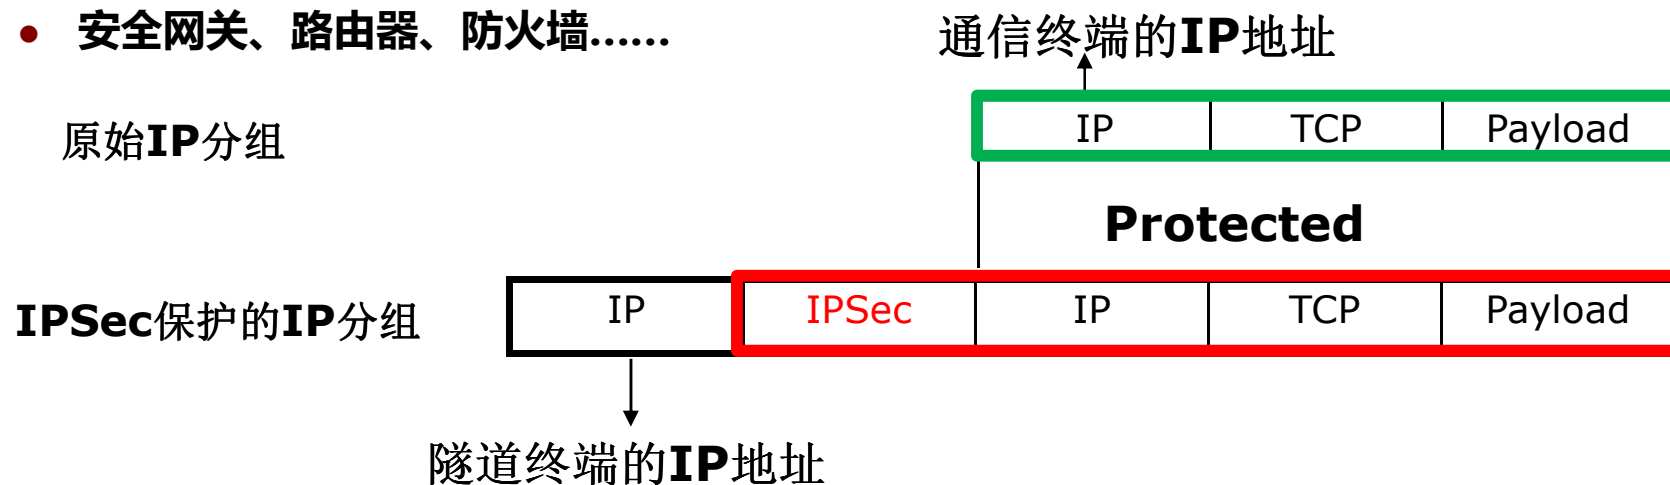 • 安全网关、路由器、防火墙……
通信终端的IP地址
原始IP分组
IP TCP Payload
Protected
IPSec保护的IP分组
IP IPSec IP TCP Payload
隧道终端的IP地址